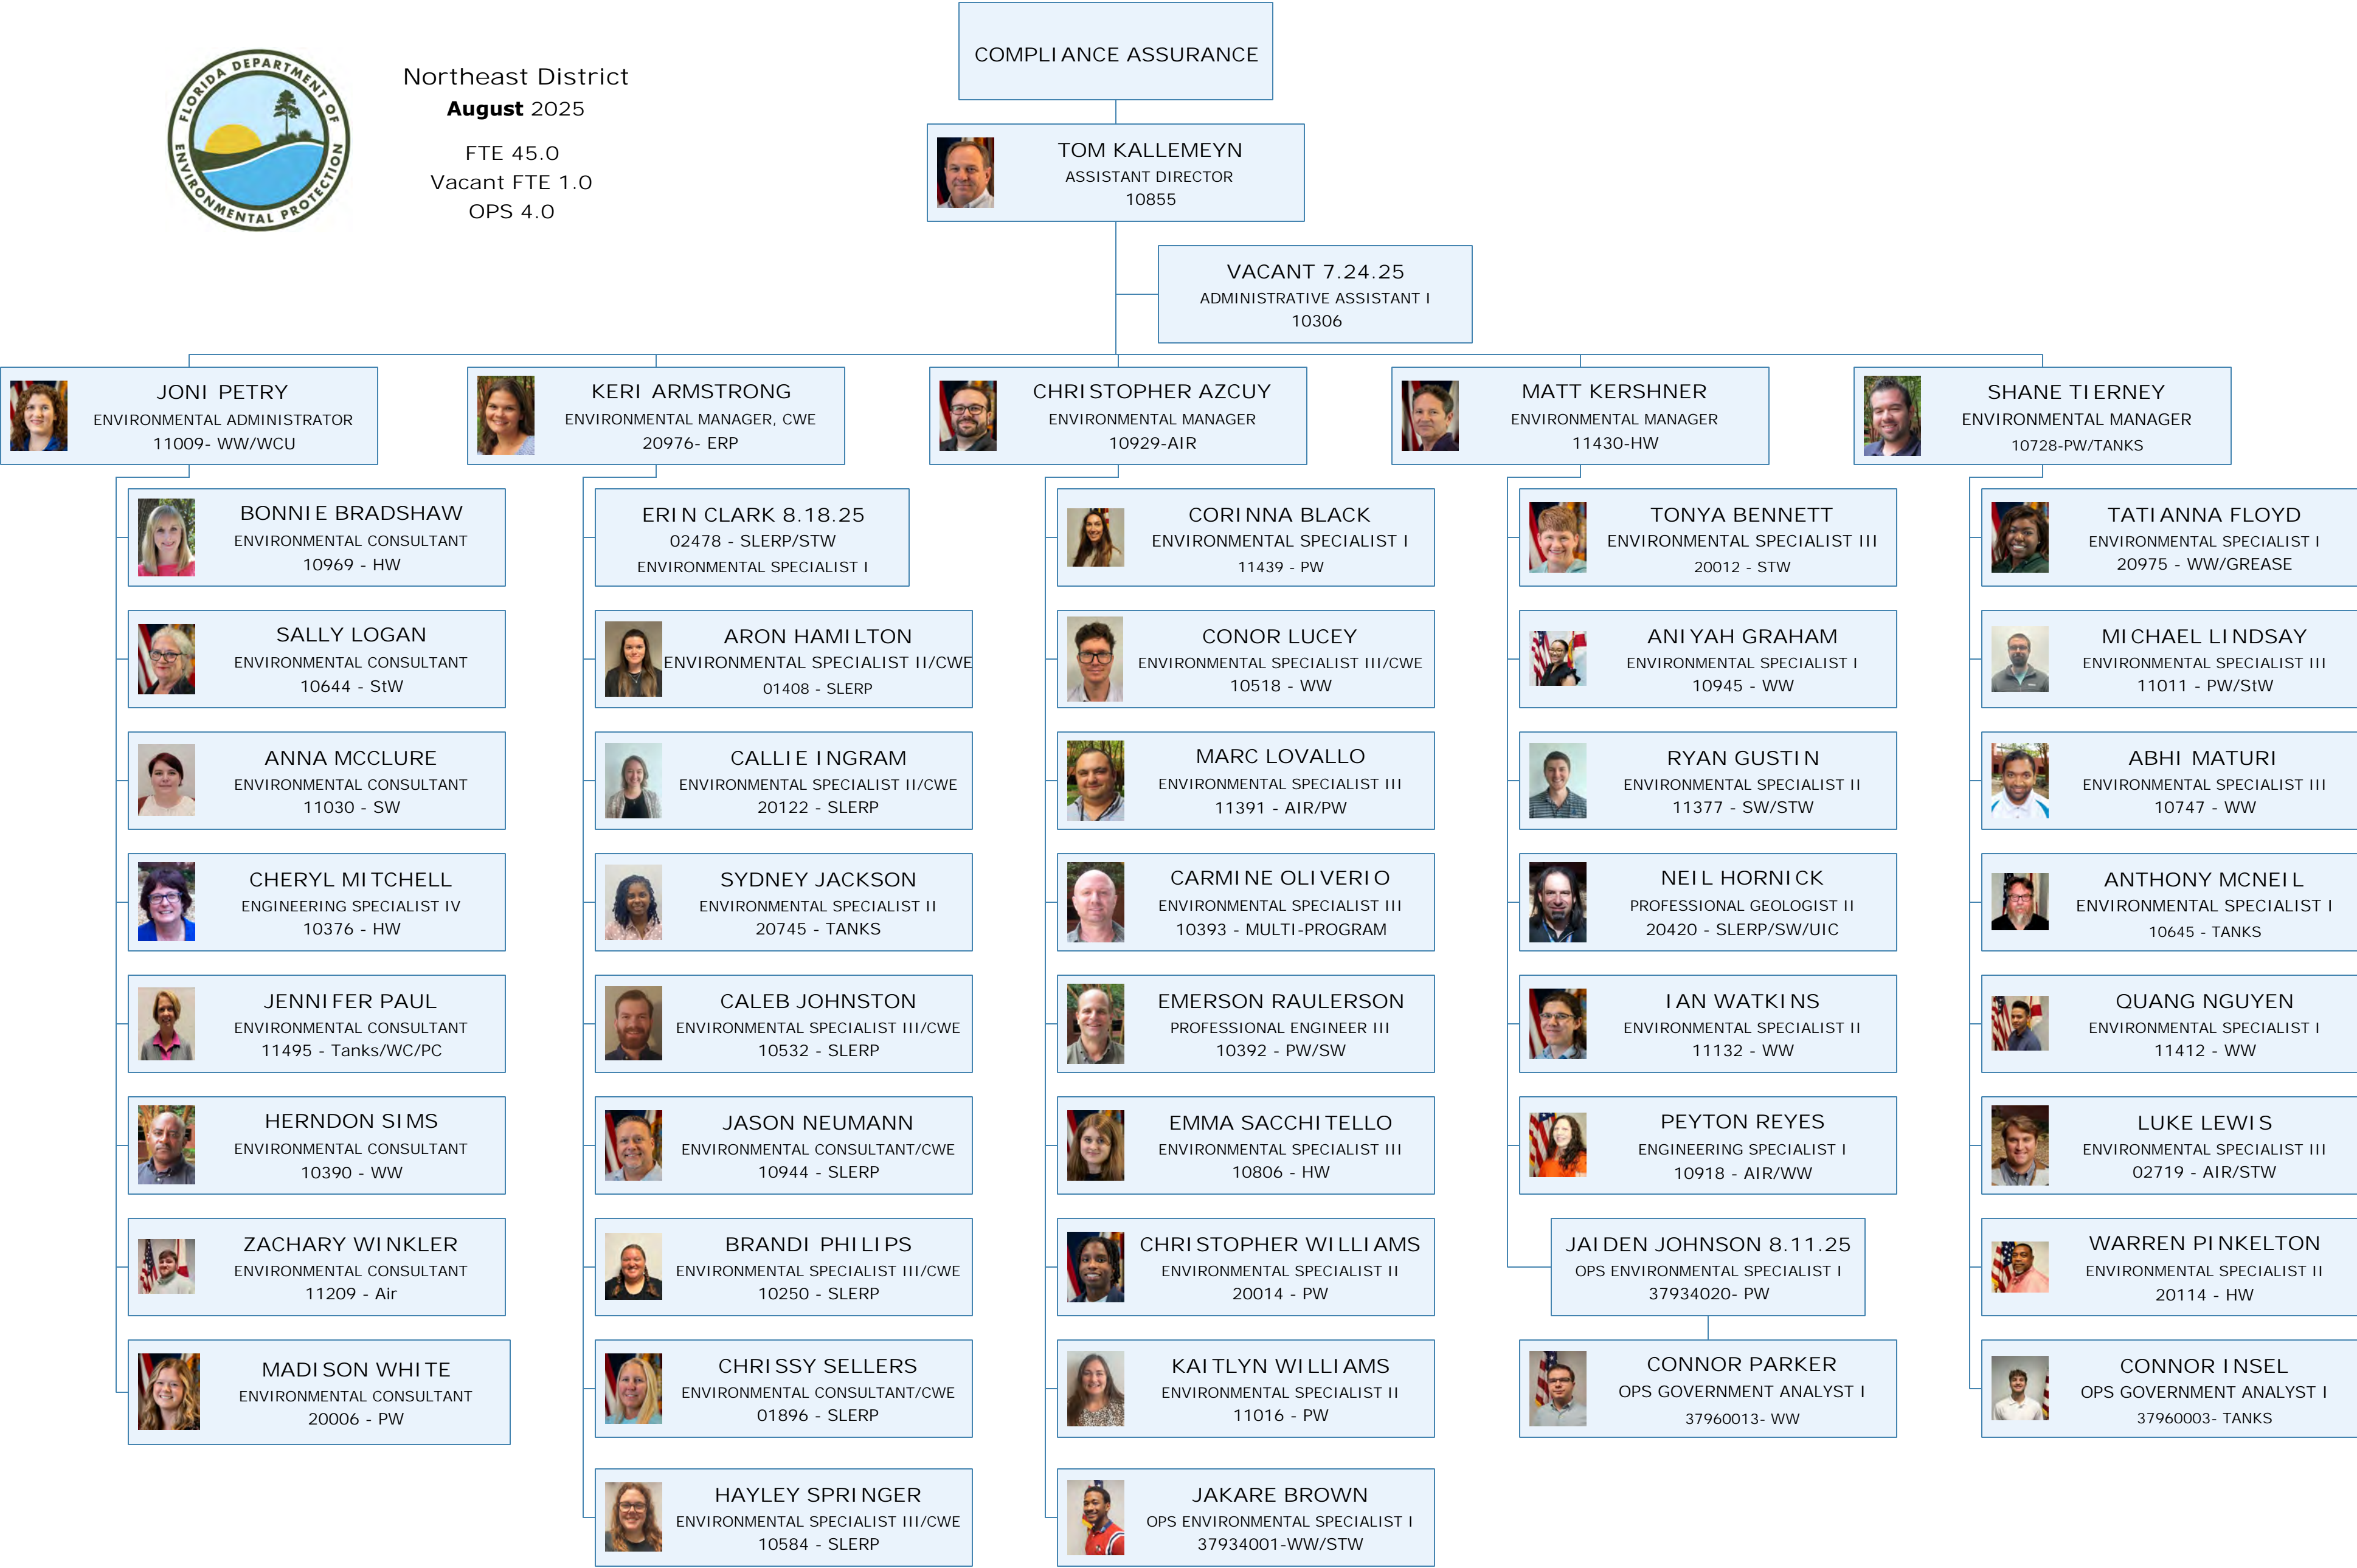 FLORIDA DEPARTMENT OF
ENVIRONMENTAL PROTECTION
Northeast District
August 2025
FTE 45.0
Vacant FTE 1.0
OPS 4.0
COMPLIANCE ASSURANCE
TOM KALLEMEYN
ASSISTANT DIRECTOR
10855
VACANT 7.24.25
ADMINISTRATIVE ASSISTANT I
10306
JONI PETRY
ENVIRONMENTAL ADMINISTRATOR
11009- WW/WCU
BONNIE BRADSHAW
ENVIRONMENTAL CONSULTANT
10969 - HW
SALLY LOGAN
ENVIRONMENTAL CONSULTANT
10644 - StW
ANNA MCCLURE
ENVIRONMENTAL CONSULTANT
11030 - SW
CHERYL MITCHELL
ENGINEERING SPECIALIST IV
10376 - HW
JENNIFER PAUL
ENVIRONMENTAL CONSULTANT
11495 - Tanks/WC/PC
HERNDON SIMS
ENVIRONMENTAL CONSULTANT
10390 - WW
ZACHARY WINKLER
ENVIRONMENTAL CONSULTANT
11209 - Air
MADISON WHITE
ENVIRONMENTAL CONSULTANT
20006 - PW
KERI ARMSTRONG
ENVIRONMENTAL MANAGER, CWE
20976- ERP
ERIN CLARK 8.18.25
02478 - SLERP/STW
ENVIRONMENTAL SPECIALIST I
ARON HAMILTON
ENVIRONMENTAL SPECIALIST II/CWE
01408 - SLERP
CALLIE INGRAM
ENVIRONMENTAL SPECIALIST II/CWE
20122 - SLERP
SYDNEY JACKSON
ENVIRONMENTAL SPECIALIST II
20745 - TANKS
CALEB JOHNSTON
ENVIRONMENTAL SPECIALIST III/CWE
10532 - SLERP
JASON NEUMANN
ENVIRONMENTAL CONSULTANT/CWE
10944 - SLERP
BRANDI PHILIPS
ENVIRONMENTAL SPECIALIST III/CWE
10250 - SLERP
CHRISSY SELLERS
ENVIRONMENTAL CONSULTANT/CWE
01896 - SLERP
HAYLEY SPRINGER
ENVIRONMENTAL SPECIALIST III/CWE
10584 - SLERP
CHRISTOPHER AZCUY
ENVIRONMENTAL MANAGER
10929-AIR
CORINNA BLACK
ENVIRONMENTAL SPECIALIST I
11439 - PW
CONOR LUCEY
ENVIRONMENTAL SPECIALIST III/CWE
10518 - WW
MARC LOVALLO
ENVIRONMENTAL SPECIALIST III
11391 - AIR/PW
CARMINE OLIVERIO
ENVIRONMENTAL SPECIALIST III
10393 - MULTI-PROGRAM
EMERSON RAULERSON
PROFESSIONAL ENGINEER III
10392 - PW/SW
EMMA SACCHITELLO
ENVIRONMENTAL SPECIALIST III
10806 - HW
CHRISTOPHER WILLIAMS
ENVIRONMENTAL SPECIALIST II
20014 - PW
KAITLYN WILLIAMS
ENVIRONMENTAL SPECIALIST II
11016 - PW
JAKARE BROWN
OPS ENVIRONMENTAL SPECIALIST I
37934001-WW/STW
MATT KERSHNER
ENVIRONMENTAL MANAGER
11430-HW
TONYA BENNETT
ENVIRONMENTAL SPECIALIST III
20012 - STW
ANIYAH GRAHAM
ENVIRONMENTAL SPECIALIST I
10945 - WW
RYAN GUSTIN
ENVIRONMENTAL SPECIALIST II
11377 - SW/STW
NEIL HORNICK
PROFESSIONAL GEOLOGIST II
20420 - SLERP/SW/UIC
IAN WATKINS
ENVIRONMENTAL SPECIALIST II
11132 - WW
PEYTON REYES
ENGINEERING SPECIALIST I
10918 - AIR/WW
JAIDEN JOHNSON 8.11.25
OPS ENVIRONMENTAL SPECIALIST I
37934020- PW
CONNOR PARKER
OPS GOVERNMENT ANALYST I
37960013- WW
SHANE TIERNEY
ENVIRONMENTAL MANAGER
10728-PW/TANKS
TATIANNA FLOYD
ENVIRONMENTAL SPECIALIST I
20975 - WW/GREASE
MICHAEL LINDSAY
ENVIRONMENTAL SPECIALIST III
11011 - PW/StW
ABHI MATURI
ENVIRONMENTAL SPECIALIST III
10747 - WW
ANTHONY MCNEIL
ENVIRONMENTAL SPECIALIST I
10645 - TANKS
QUANG NGUYEN
ENVIRONMENTAL SPECIALIST I
11412 - WW
LUKE LEWIS
ENVIRONMENTAL SPECIALIST III
02719 - AIR/STW
WARREN PINKELTON
ENVIRONMENTAL SPECIALIST II
20114 - HW
CONNOR INSEL
OPS GOVERNMENT ANALYST I
37960003- TANKS